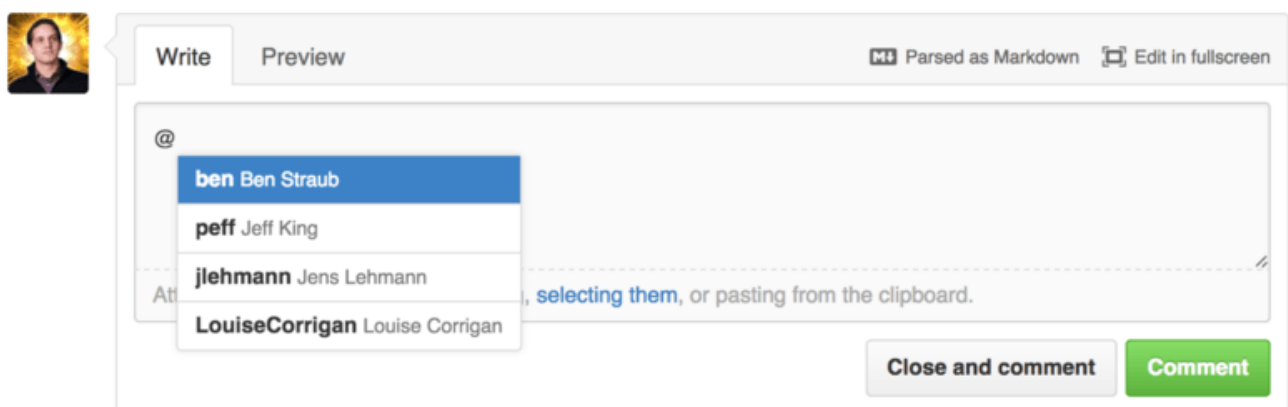 Write Preview Parsed as Markdown Edit in fullscreen
@
ben Ben Straub
peff Jeff King
jlehmann Jens Lehmann
selecting them, or pasting from the clipboard.
LouiseCorrigan Louise Corrigan
Close and comment Comment